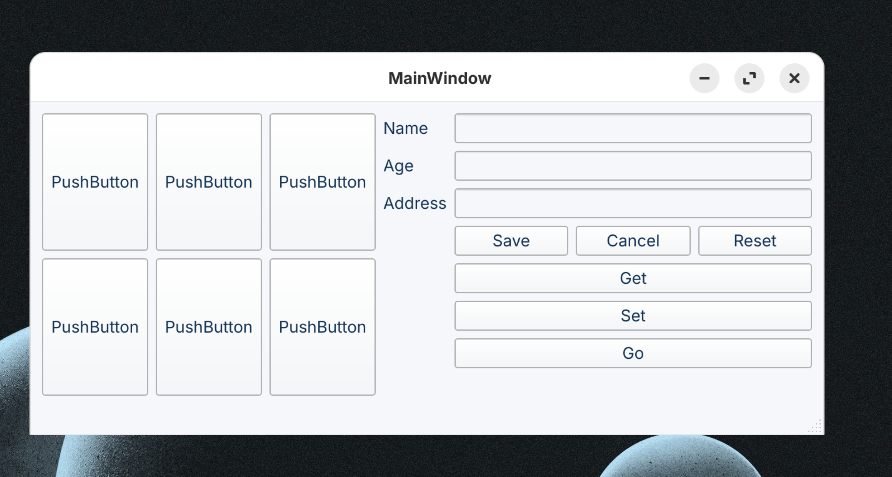 MainWindow
PushButton PushButton PushButton
PushButton PushButton PushButton
Name
Age
Address
Save Cancel Reset
Get
Set
Go